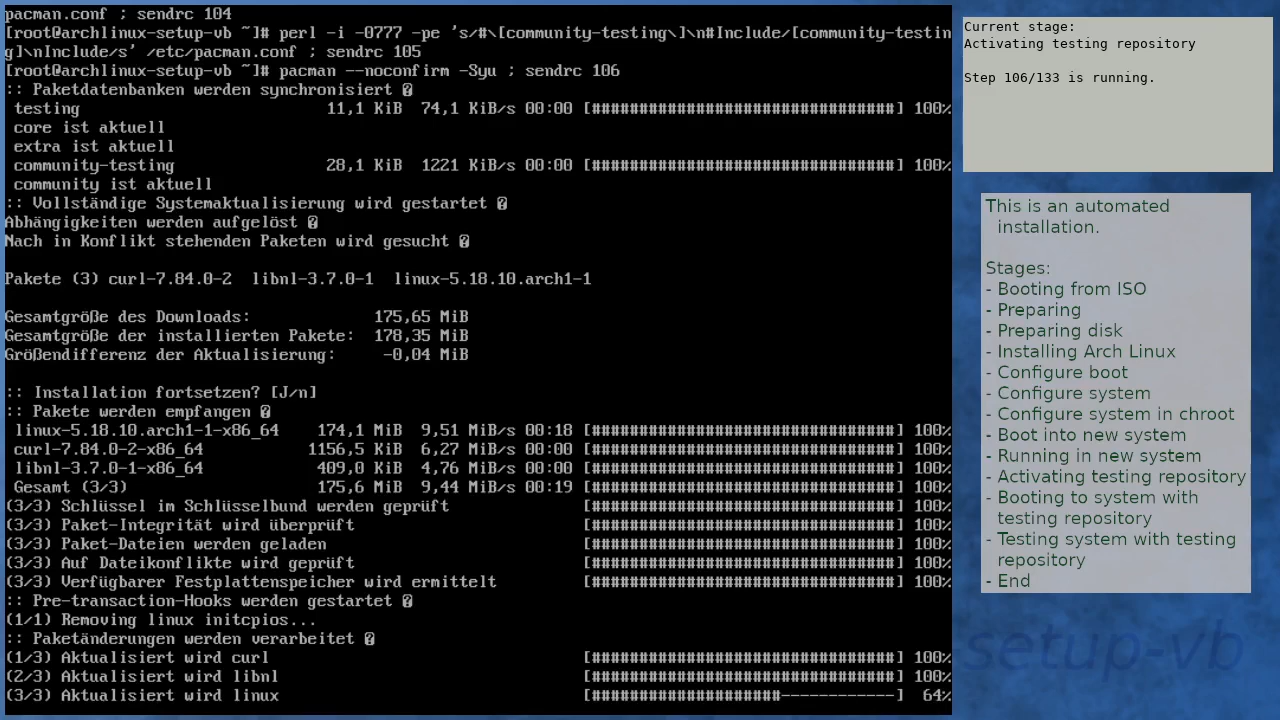 pacman.conf ; sendrc 104
[root@archlinux-setup-vb ~]# perl -i -0777 -pe 's/#\[community-testing\]\n#Include/[community-testin
g]\nInclude/s' /etc/pacman.conf ; sendrc 105
[root@archlinux-setup-vb ~]# pacman --noconfirm -Syu ; sendrc 106
:: Paketdatenbanken werden synchronisiert �
testing 11,1 KiB 74,1 KiB/s 00:00 [################################] 100%
core ist aktuell
extra ist aktuell
community-testing 28,1 KiB 1221 KiB/s 00:00 [################################] 100%
community ist aktuell
:: Vollständige Systemaktualisierung wird gestartet �
Abhängigkeiten werden aufgelöst �
Nach in Konflikt stehenden Paketen wird gesucht �
Pakete (3) curl-7.84.0-2 libnl-3.7.0-1 linux-5.18.10.arch1-1
Gesamtgröße des Downloads: 175,65 MiB
Gesamtgröße der installierten Pakete: 178,35 MiB
Größendifferenz der Aktualisierung: -0,04 MiB
:: Installation fortsetzen? [J/n]
:: Pakete werden empfangen �
linux-5.18.10.arch1-1-x86_64 174,1 MiB 9,51 MiB/s 00:18 [################################] 100%
curl-7.84.0-2-x86_64 1156,5 KiB 6,27 MiB/s 00:00 [################################] 100%
libnl-3.7.0-1-x86_64 409,0 KiB 4,76 MiB/s 00:00 [################################] 100%
Gesamt (3/3) 175,6 MiB 9,44 MiB/s 00:19 [################################] 100%
(3/3) Schlüssel im Schlüsselbund werden geprüft [################################] 100%
(3/3) Paket-Integrität wird überprüft [################################] 100%
(3/3) Paket-Dateien werden geladen [################################] 100%
(3/3) Auf Dateikonflikte wird geprüft [################################] 100%
(3/3) Verfügbarer Festplattenspeicher wird ermittelt [################################] 100%
:: Pre-transaction-Hooks werden gestartet �
(1/1) Removing linux initcpios...
:: Paketänderungen werden verarbeitet �
(1/3) Aktualisiert wird curl [################################] 100%
(2/3) Aktualisiert wird libnl [################################] 100%
(3/3) Aktualisiert wird linux [####################------------] 64%
Current stage:
Activating testing repository
Step 106/133 is running.
This is an automated
installation.
Stages:
- Booting from ISO
- Preparing
- Preparing disk
- Installing Arch Linux
- Configure boot
- Configure system
- Configure system in chroot
- Boot into new system
- Running in new system
- Activating testing repository
- Booting to system with
testing repository
- Testing system with testing
repository
- End
setup-vb